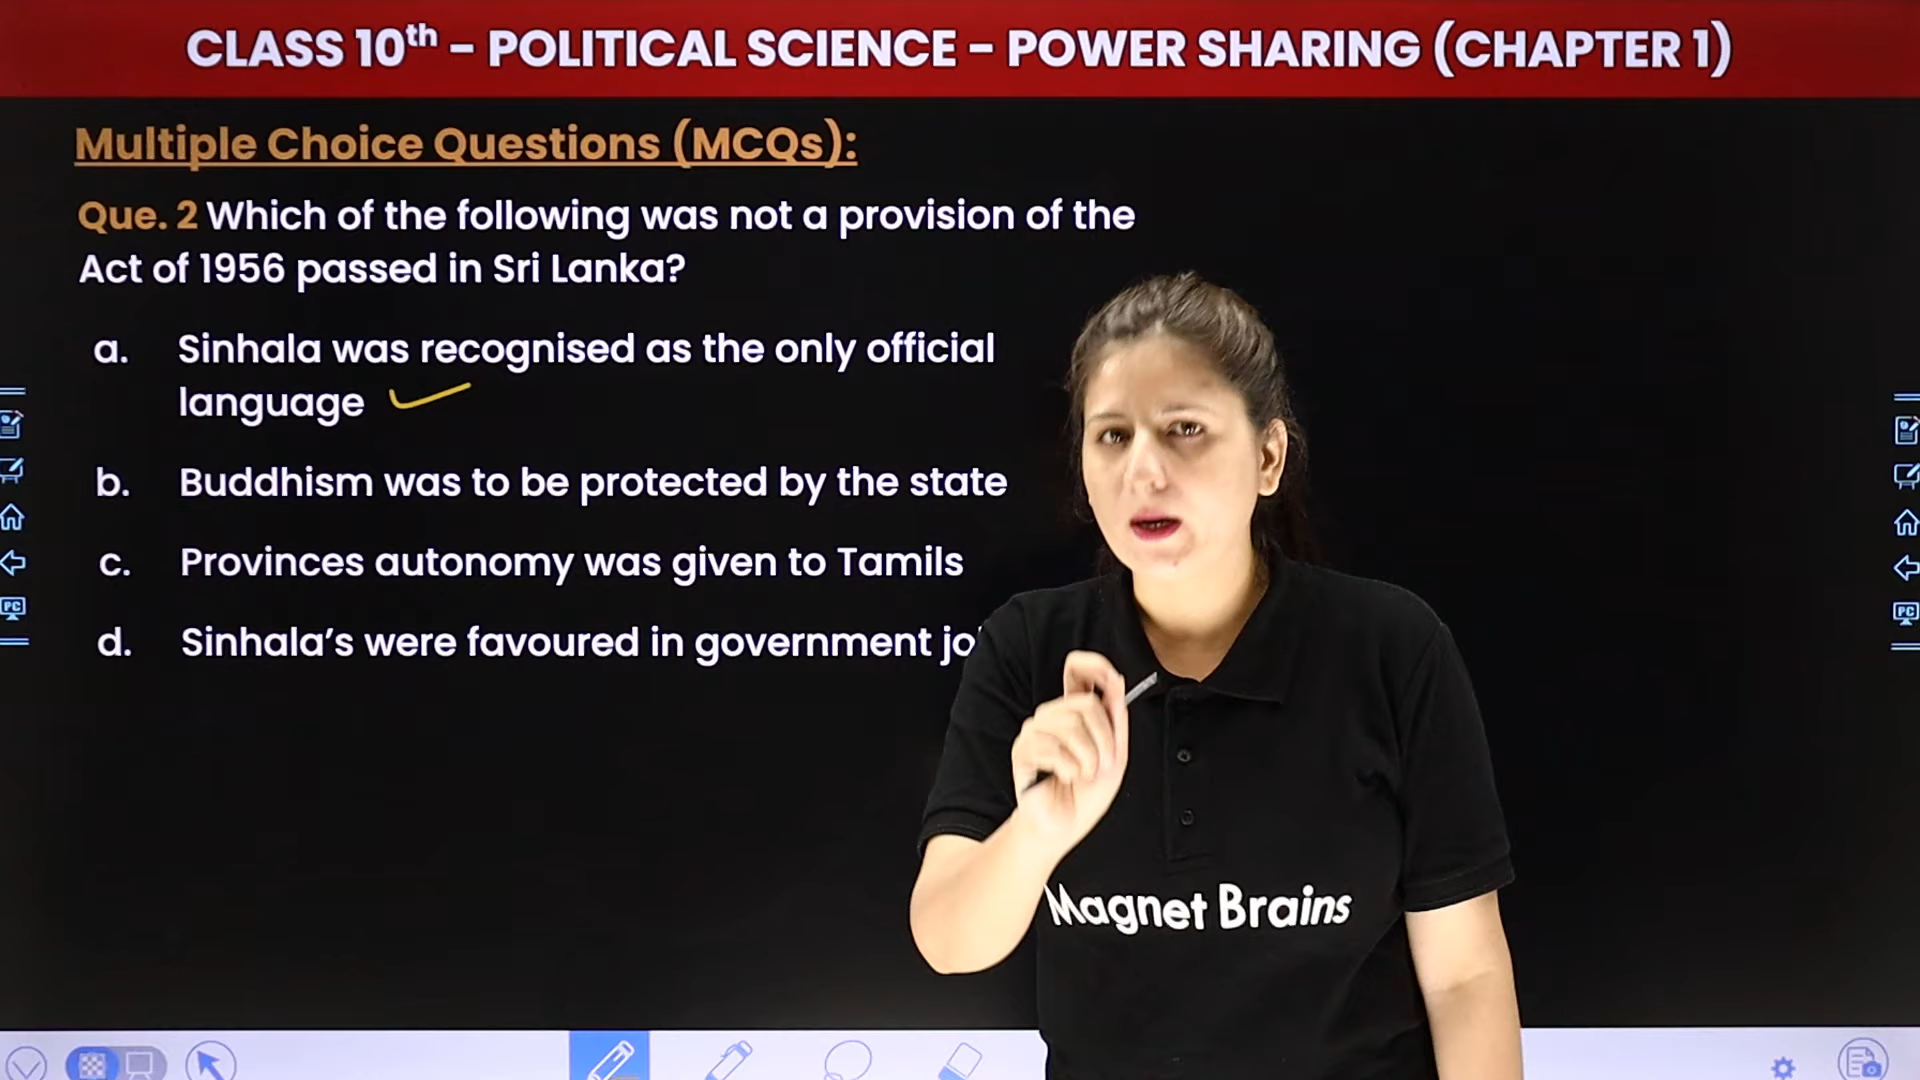 CLASS 10th - POLITICAL SCIENCE - POWER SHARING (CHAPTER 1)
Multiple Choice Questions (MCQs):
Que. 2 Which of the following was not a provision of the
Act of 1956 passed in Sri Lanka?
a. Sinhala was recognised as the only official
language
b. Buddhism was to be protected by the state
c. Provinces autonomy was given to Tamils
d. Sinhala's were favoured in government
Magnet Brains
PC
PC